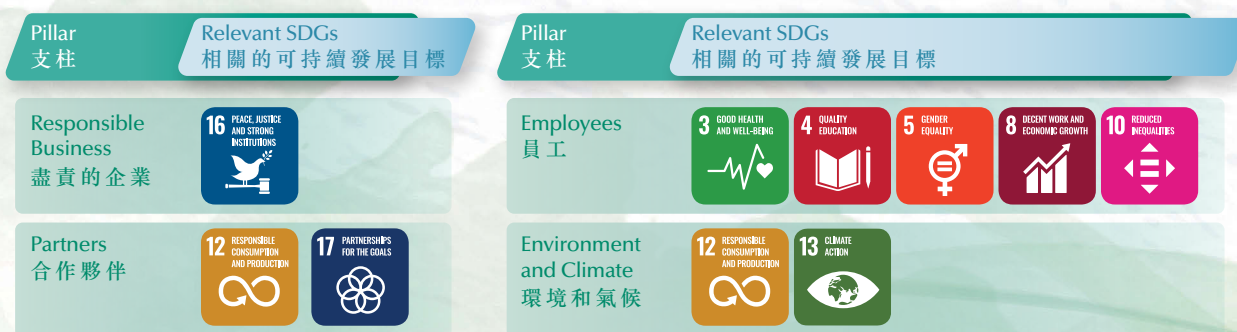 Pillar
支柱
Relevant SDGs
相關的可持續發展目標
Responsible
Business
盡責的企業
16 PEACE, JUSTICE
AND STRONG
INSTITUTIONS
Partners
合作夥伴
12 RESPONSIBLE
CONSUMPTION
AND PRODUCTION
17 PARTNERSHIPS
FOR THE GOALS
Pillar
支柱
Relevant SDGs
相關的可持續發展目標
Employees
員工
3 GOOD HEALTH
AND WELL-BEING
4 QUALITY
EDUCATION
5 GENDER
EQUALITY
8 DECENT WORK AND
ECONOMIC GROWTH
10 REDUCED
INEQUALITIES
Environment
and Climate
環境和氣候
12 RESPONSIBLE
CONSUMPTION
AND PRODUCTION
13 CLIMATE
ACTION